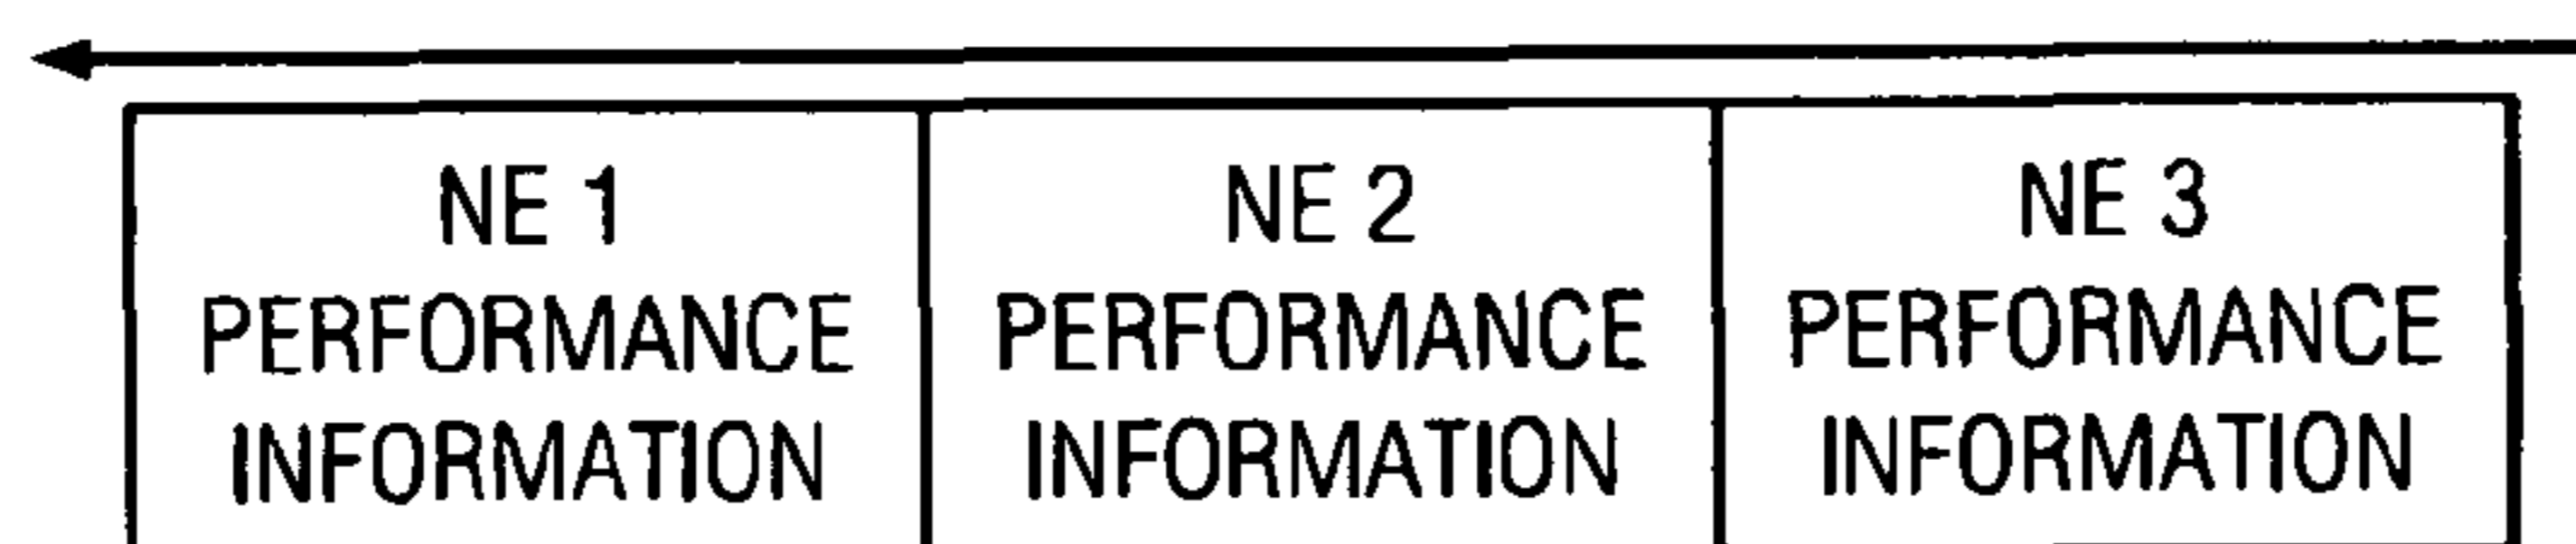 NE 1
PERFORMANCE
INFORMATION
NE 2
PERFORMANCE
INFORMATION
NE 3
PERFORMANCE
INFORMATION